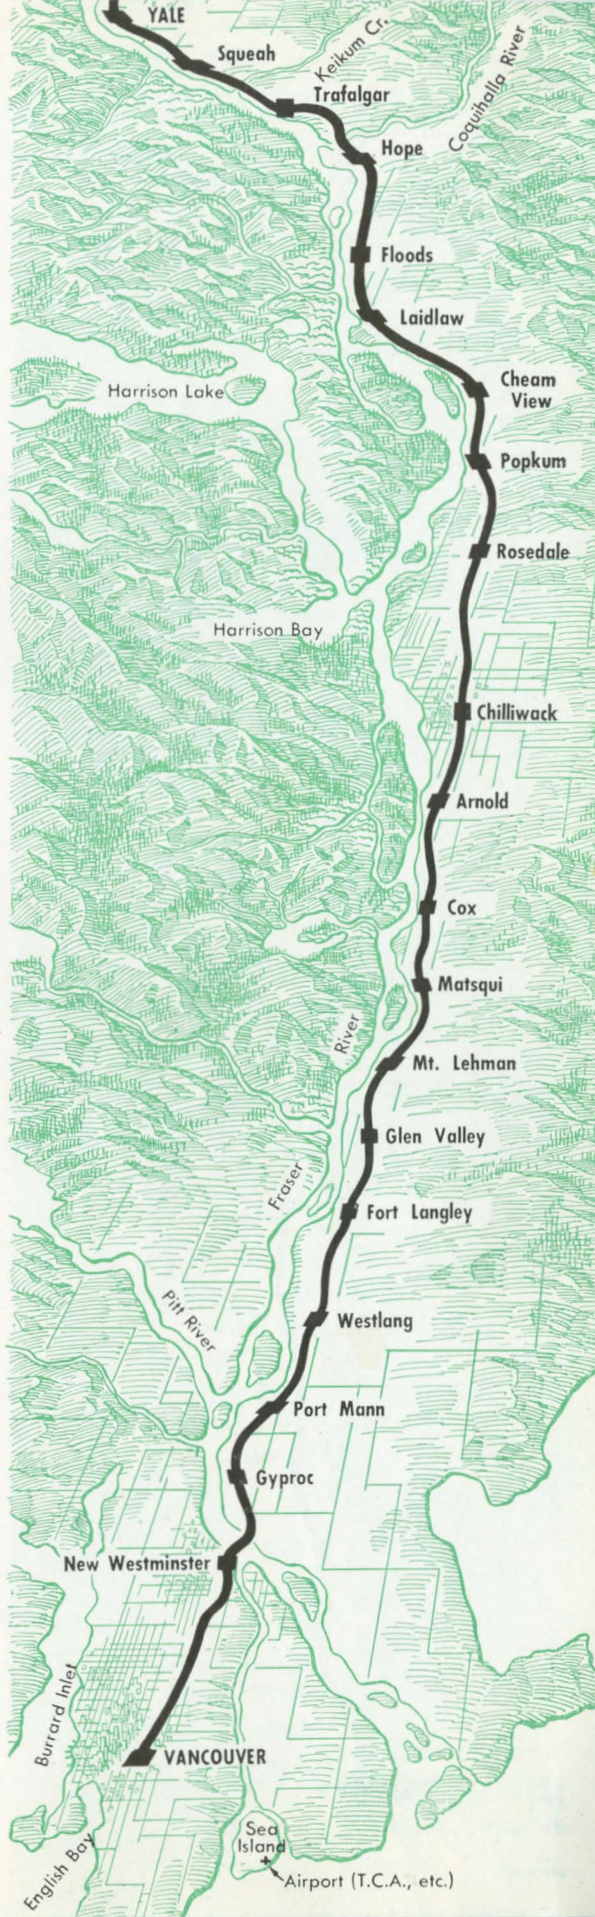 YALE
Squeah
Keikum Cr.
Coquihalla River
Trafalgar
Hope
Floods
Laidlaw
Harrison Lake
Cheam
View
Popkum
Rosedale
Harrison Bay
Chilliwack
Arnold
Cox
Matsqui
River
Mt. Lehman
Glen Valley
Fraser
Fort Langley
Pitt River
Westlang
Port Mann
Gyproc
New Westminster
Burrard Inlet
VANCOUVER
Sea
Island
English Bay
Airport (T.C.A., etc.)